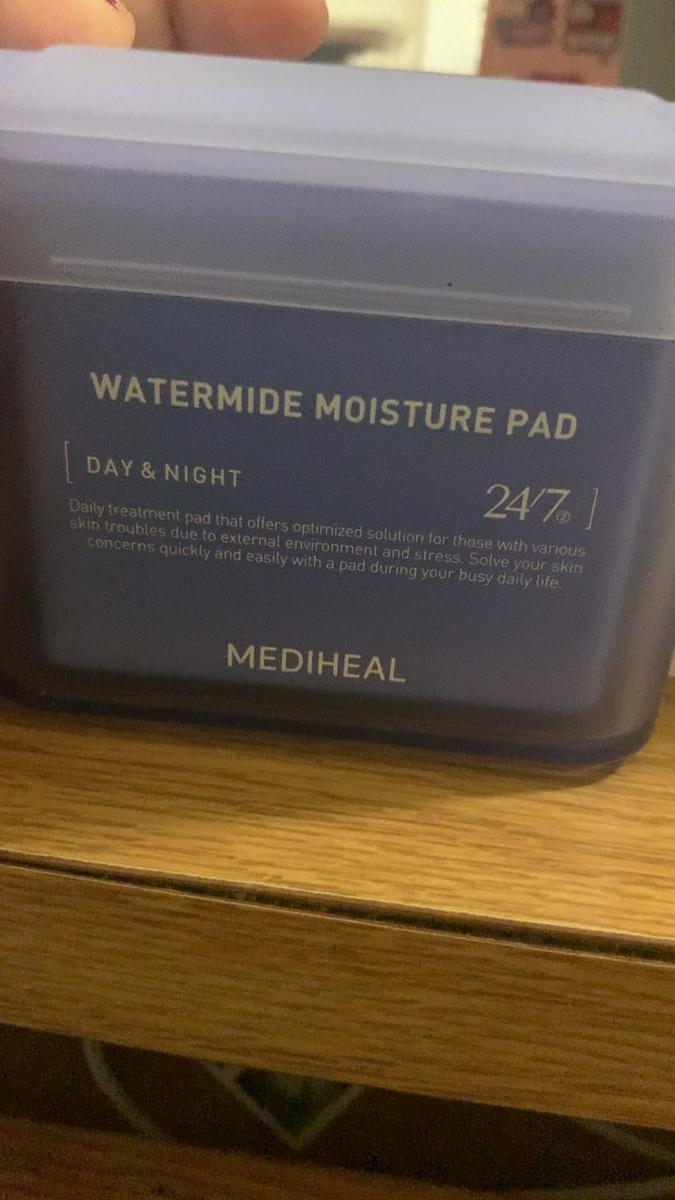 WATERMIDE MOISTURE PAD
[ DAY & NIGHT 24/7 ]
Daily treatment pad that offers optimized solution for those with various
skin troubles due to external environment and stress. Solve your skin
concerns quickly and easily with a pad during your busy daily life.
MEDIHEAL